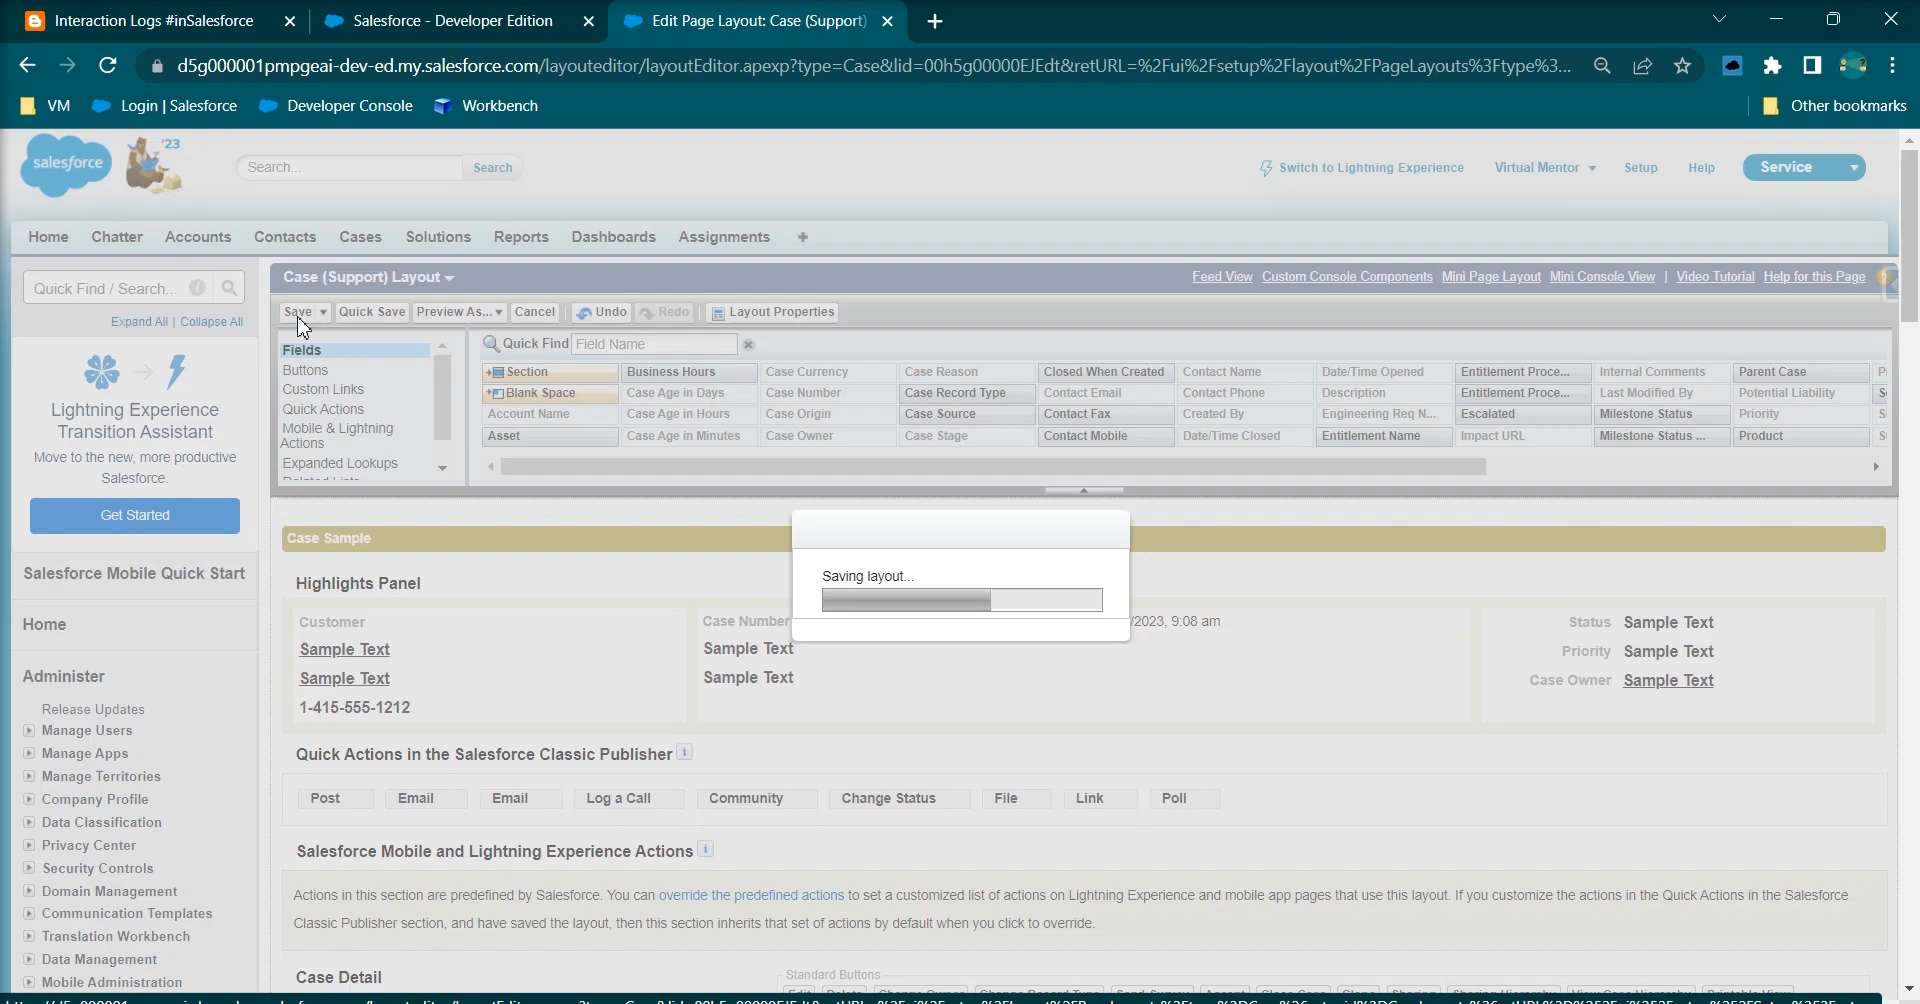 Interaction Logs #inSalesforce
Salesforce - Developer Edition
Edit Page Layout: Case (Support)
d5g000001pmpgeai-dev-ed.my.salesforce.com/layouteditor/layoutEditor.apexp?type=Case&lid=00h5g00000EJEdt&retURL=%2Fui%2Fsetup%2Flayout%2FPageLayouts%3Ftype%3...
VM
Login | Salesforce
Developer Console
Workbench
Other bookmarks
salesforce
'23
Search...
Search
Switch to Lightning Experience
Virtual Mentor
Setup
Help
Service
Home
Chatter
Accounts
Contacts
Cases
Solutions
Reports
Dashboards
Assignments
+
Quick Find / Search...
Expand All | Collapse All
Lightning Experience
Transition Assistant
Move to the new, more productive
Salesforce.
Get Started
Salesforce Mobile Quick Start
Home
Administer
Release Updates
Manage Users
Manage Apps
Manage Territories
Company Profile
Data Classification
Privacy Center
Security Controls
Domain Management
Communication Templates
Translation Workbench
Data Management
Mobile Administration
Case (Support) Layout
Feed View
Custom Console Components
Mini Page Layout
Mini Console View
|
Video Tutorial
Help for this Page
Save
Quick Save
Preview As...
Cancel
Undo
Redo
Layout Properties
Fields
Buttons
Custom Links
Quick Actions
Mobile & Lightning
Actions
Expanded Lookups
Quick Find
Field Name
Section
Business Hours
Case Currency
Case Reason
Closed When Created
Contact Name
Date/Time Opened
Entitlement Proce...
Internal Comments
Parent Case
Blank Space
Case Age in Days
Case Number
Case Record Type
Contact Email
Contact Phone
Description
Entitlement Proce...
Last Modified By
Potential Liability
Account Name
Case Age in Hours
Case Origin
Case Source
Contact Fax
Created By
Engineering Req N...
Escalated
Milestone Status
Priority
Asset
Case Age in Minutes
Case Owner
Case Stage
Contact Mobile
Date/Time Closed
Entitlement Name
Impact URL
Milestone Status ...
Product
Case Sample
Saving layout...
Highlights Panel
Customer
Sample Text
Sample Text
1-415-555-1212
Case Number
Sample Text
Sample Text
/2023, 9:08 am
Status Sample Text
Priority Sample Text
Case Owner Sample Text
Quick Actions in the Salesforce Classic Publisher
Post
Email
Email
Log a Call
Community
Change Status
File
Link
Poll
Salesforce Mobile and Lightning Experience Actions
Actions in this section are predefined by Salesforce. You can override the predefined actions to set a customized list of actions on Lightning Experience and mobile app pages that use this layout. If you customize the actions in the Quick Actions in the Salesforce
Classic Publisher section, and have saved the layout, then this section inherits that set of actions by default when you click to override.
Case Detail
Standard Buttons